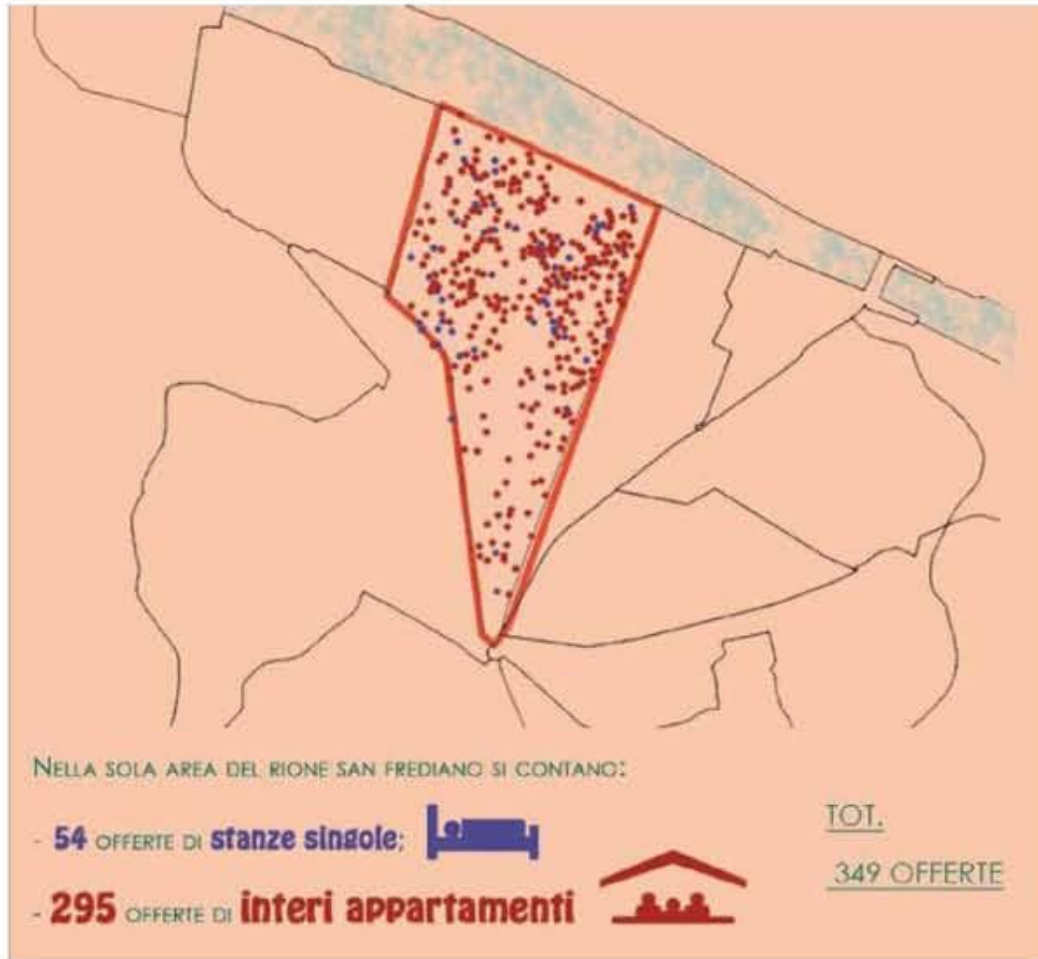 NELLA SOLA AREA DEL RIONE SAN FREDIANO SI CONTANO:
- 54 OFFERTE DI stanze singole;
- 295 OFFERTE DI interi appartamenti
TOT.
349 OFFERTE